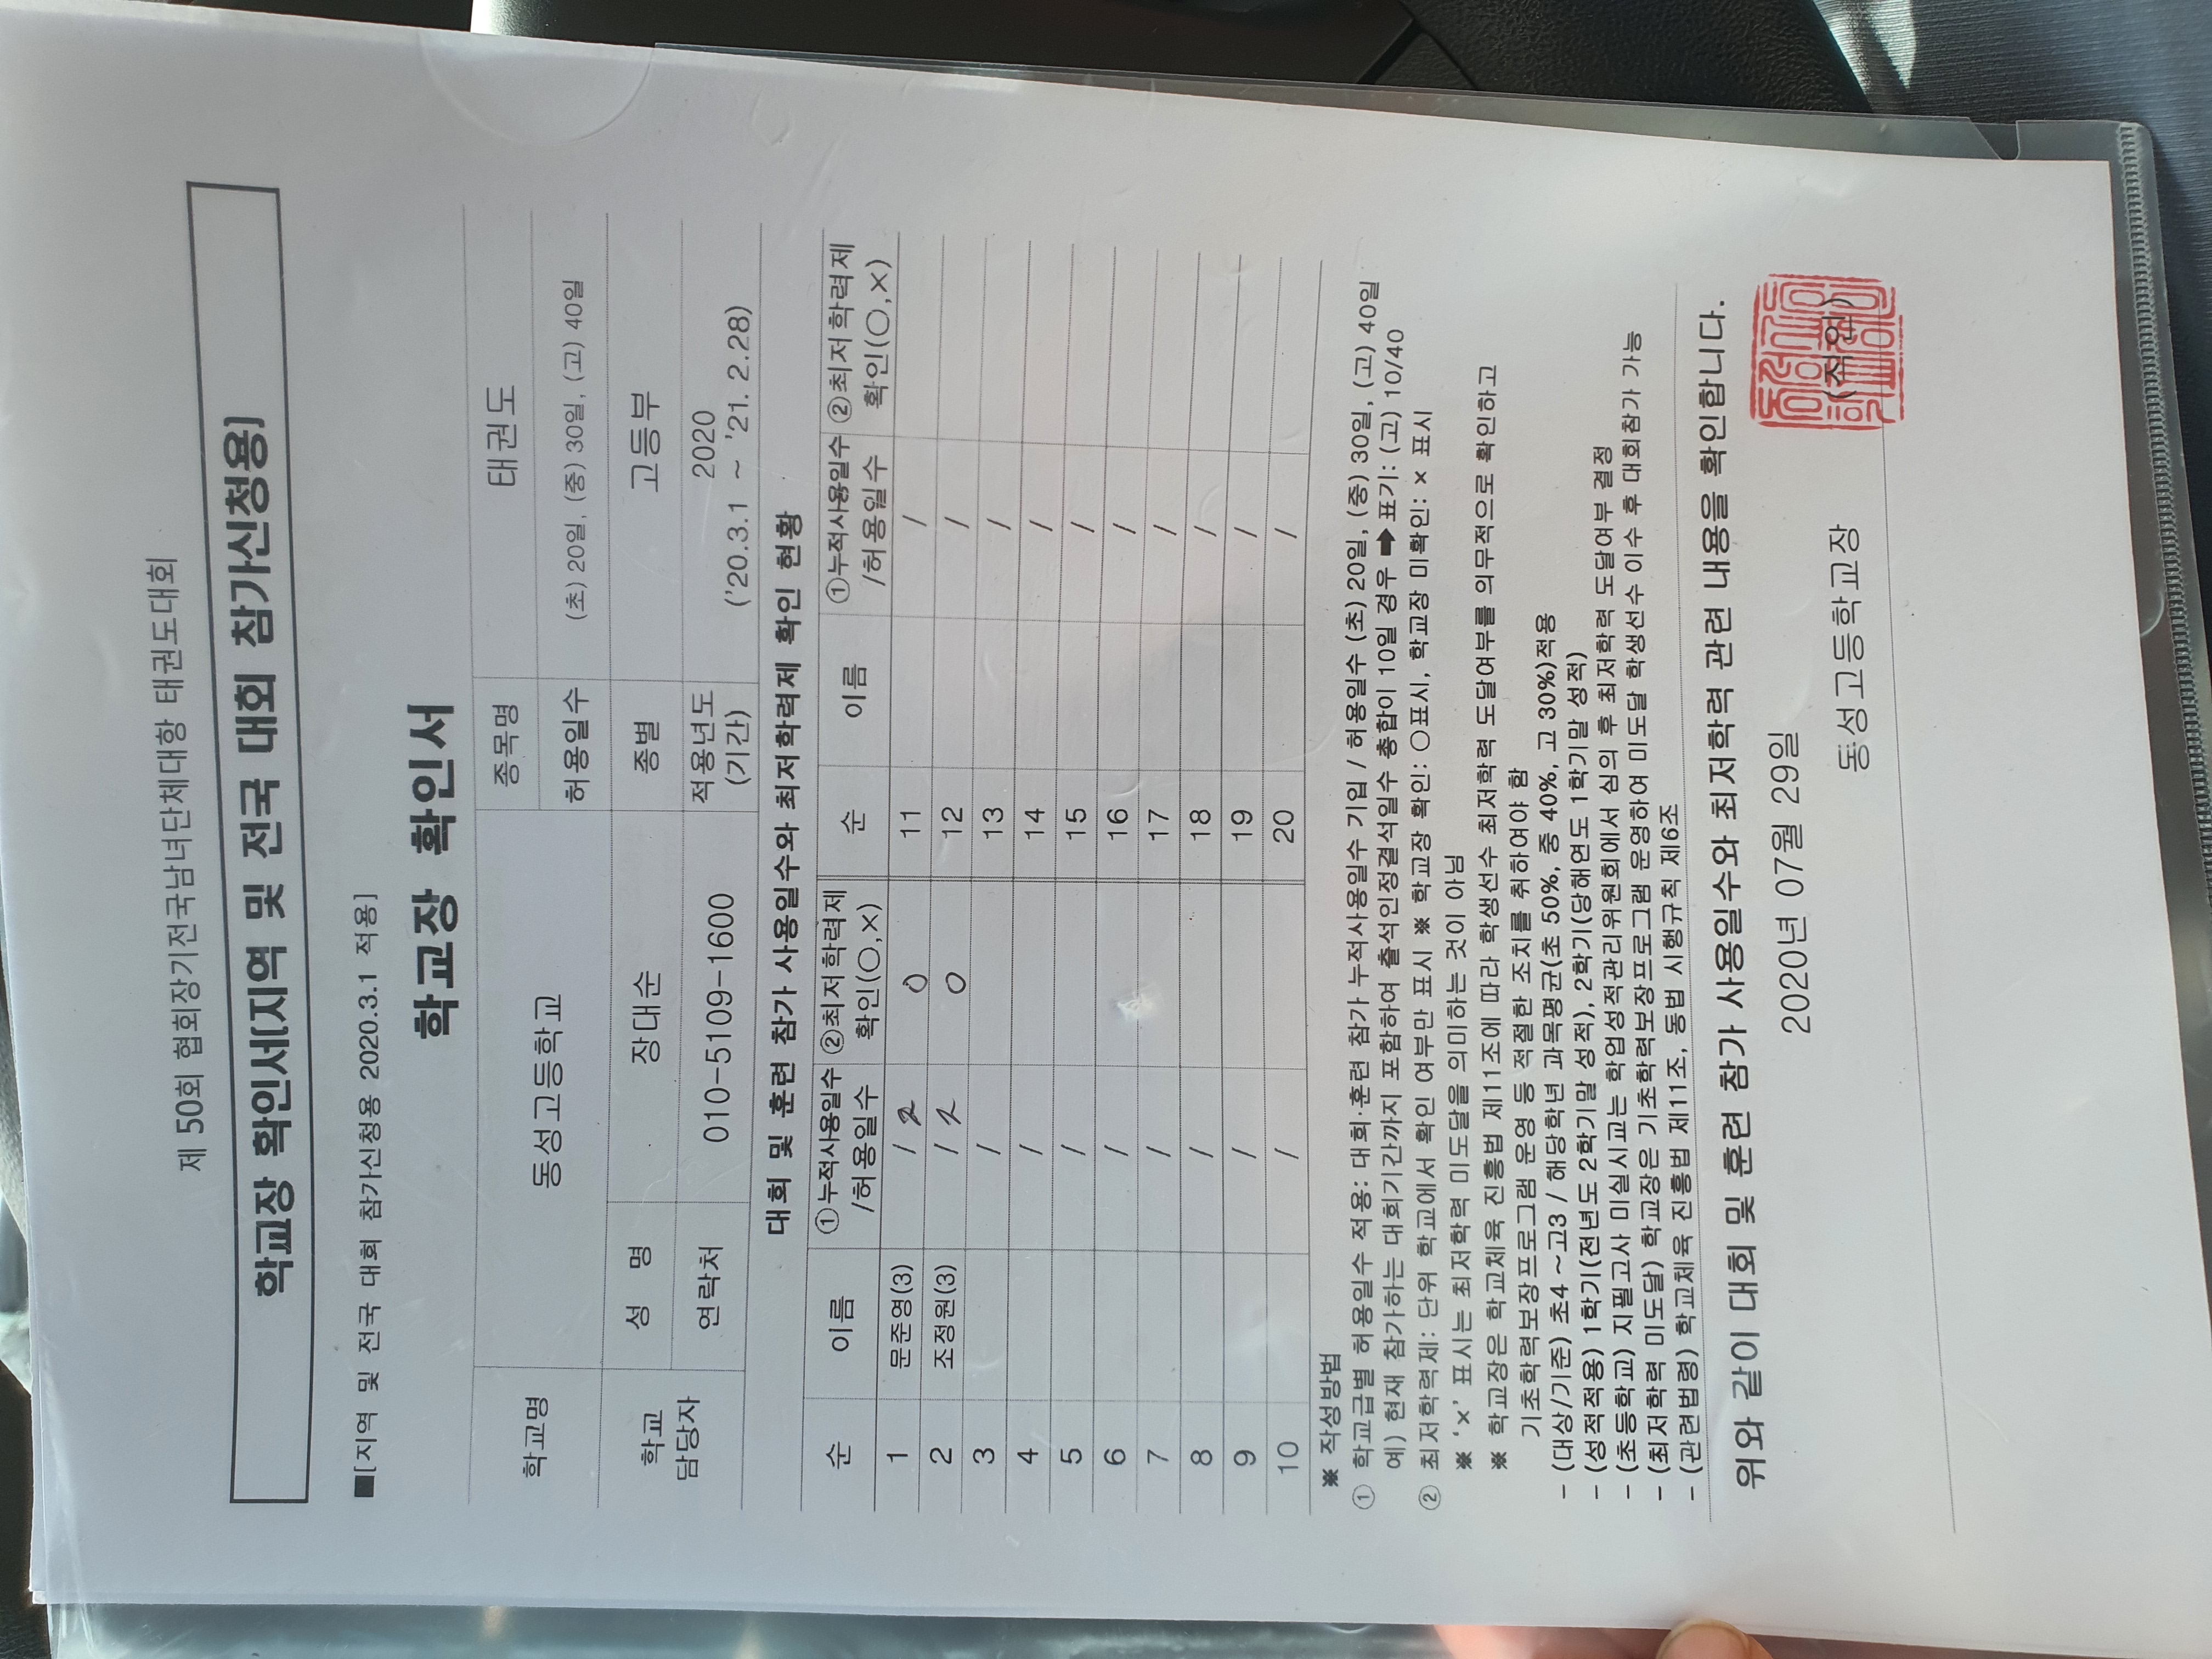 제 50회 협회장기전국남녀단체대항 태권도대회
학교장 확인서[지역 및 전국 대회 참가신청용]
■[지역 및 전국 대회 참가신청용 2020.3.1 적용]
학교장 확인서
학교명 동성고등학교 종목명 태권도
허용일수 (초) 20일, (중) 30일, (고) 40일
학교 담당자 성 명 장대순 종별 고등부
연락처 010-5109-1600 적용년도 (기간) 2020 ('20.3.1 ~ '21. 2.28)
대회 및 훈련 참가 사용일수와 최저학력제 확인 현황
순 이름 ①누적사용일수 /허용일수 ②최저학력제 확인(○,×) 순 이름 ①누적사용일수 /허용일수 ②최저학력제 확인(○,×)
1 문준영(3) / 2 ○ 11 /
2 조정원(3) / 2 ○ 12 /
3 / 13 /
4 / 14 /
5 / 15 /
6 / 16 /
7 / 17 /
8 / 18 /
9 / 19 /
10 / 20 /
※ 작성방법
① 학교급별 허용일수 적용: 대회·훈련 참가 누적사용일수 기입 / 허용일수 (초) 20일, (중) 30일, (고) 40일
예) 현재 참가하는 대회기간까지 포함하여 출석인정결석일수 총합이 10일 경우 ➡ 표기: (고) 10/40
② 최저학력제: 단위 학교에서 확인 여부만 표시 ※ 학교장 확인: ○표시, 학교장 미확인: × 표시
※ '×' 표시는 최저학력 미도달을 의미하는 것이 아님
※ 학교장은 학교체육 진흥법 제11조에 따라 학생선수 최저학력 도달여부를 의무적으로 확인하고
기초학력보장프로그램 운영 등 적절한 조치를 취하여야 함
- (대상/기준) 초4 ~고3 / 해당학년 과목평균(초 50%, 중 40%, 고 30%)적용
- (성적적용) 1학기(전년도 2학기말 성적), 2학기(당해연도 1학기말 성적)
- (초등학교) 지필고사 미실시교는 학업성적관리위원회에서 심의 후 최저학력 도달여부 결정
- (최저학력 미도달) 학교장은 기초학력보장프로그램 운영하여 미도달 학생선수 이수 후 대회참가 가능
- (관련법령) 학교체육 진흥법 제11조, 동법 시행규칙 제6조
위와 같이 대회 및 훈련 참가 사용일수와 최저학력 관련 내용을 확인합니다.
2020년 07월 29일
동성고등학교장 (직인)